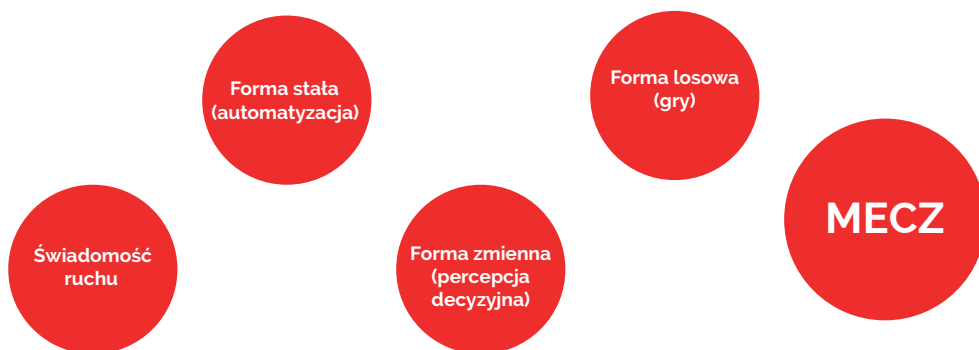 Świadomość
ruchu
Forma stała
(automatyzacja)
Forma zmienna
(percepcja
decyzyjna)
Forma losowa
(gry)
MECZ